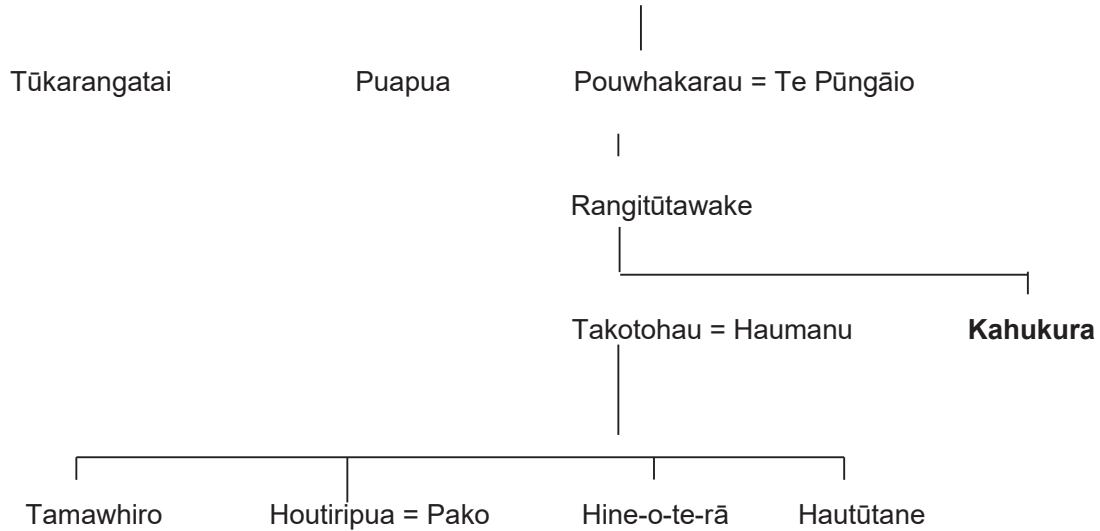 Tūkarangatai Puapua Pouwhakarau = Te Pūngāio
Rangitūtawake
Takotohau = Haumanu Kahukura
Tamawhiro Houtiripua = Pako Hine-o-te-rā Hautūtane